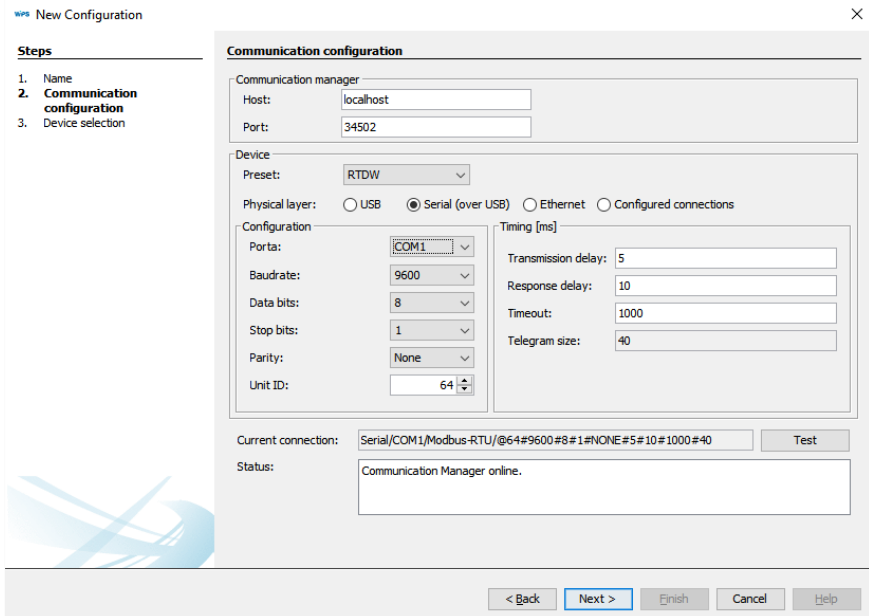 WPS New Configuration
Steps
1. Name
2. Communication
configuration
3. Device selection
Communication configuration
Communication manager
Host: localhost
Port: 34502
Device
Preset: RTDW
Physical layer: USB Serial (over USB) Ethernet Configured connections
Configuration
Porta: COM1
Baudrate: 9600
Data bits: 8
Stop bits: 1
Parity: None
Unit ID: 64
Timing [ms]
Transmission delay: 5
Response delay: 10
Timeout: 1000
Telegram size: 40
Current connection: Serial/COM1/Modbus-RTU/@64#9600#8#1#NONE#5#10#1000#40 Test
Status: Communication Manager online.
< Back Next > Finish Cancel Help